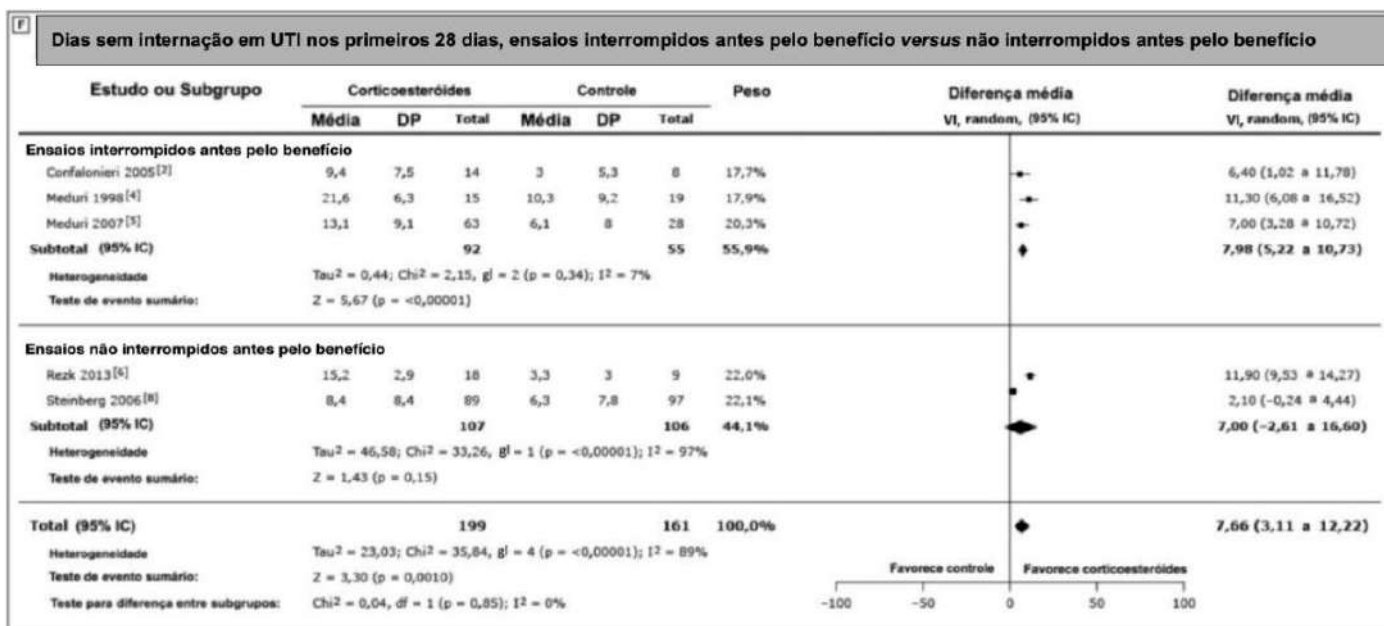 F
Dias sem internação em UTI nos primeiros 28 dias, ensaios interrompidos antes pelo benefício versus não interrompidos antes pelo benefício
Estudo ou Subgrupo Corticoesteróides Controle Peso Diferença média Diferença média
Média DP Total Média DP Total VI, random, (95% IC) VI, random, (95% IC)
Ensaios interrompidos antes pelo benefício
Confalonieri 2005[2] 9,4 7,5 14 3 5,3 8 17,7% 6,40 (1,02 a 11,78)
Meduri 1998[4] 21,6 6,3 15 10,3 9,2 19 17,9% 11,30 (6,08 a 16,52)
Meduri 2007[5] 13,1 9,1 63 6,1 8 28 20,3% 7,00 (3,28 a 10,72)
Subtotal (95% IC) 92 55 55,9% 7,98 (5,22 a 10,73)
Heterogeneidade Tau² = 0,44; Chi² = 2,15, gl = 2 (p = 0,34); I² = 7%
Teste de evento sumário: Z = 5,67 (p = <0,00001)
Ensaios não interrompidos antes pelo benefício
Rezk 2013[6] 15,2 2,9 18 3,3 3 9 22,0% 11,90 (9,53 a 14,27)
Steinberg 2006[8] 8,4 8,4 89 6,3 7,8 97 22,1% 2,10 (-0,24 a 4,44)
Subtotal (95% IC) 107 106 44,1% 7,00 (-2,61 a 16,60)
Heterogeneidade Tau² = 46,58; Chi² = 33,26, gl = 1 (p = <0,00001); I² = 97%
Teste de evento sumário: Z = 1,43 (p = 0,15)
Total (95% IC) 199 161 100,0% 7,66 (3,11 a 12,22)
Heterogeneidade Tau² = 23,03; Chi² = 35,84, gl = 4 (p = <0,00001); I² = 89%
Teste de evento sumário: Z = 3,30 (p = 0,0010) Favorece controle Favorece corticoesteróides
Teste para diferença entre subgrupos: Chi² = 0,04, df = 1 (p = 0,85); I² = 0%
-100 -50 0 50 100